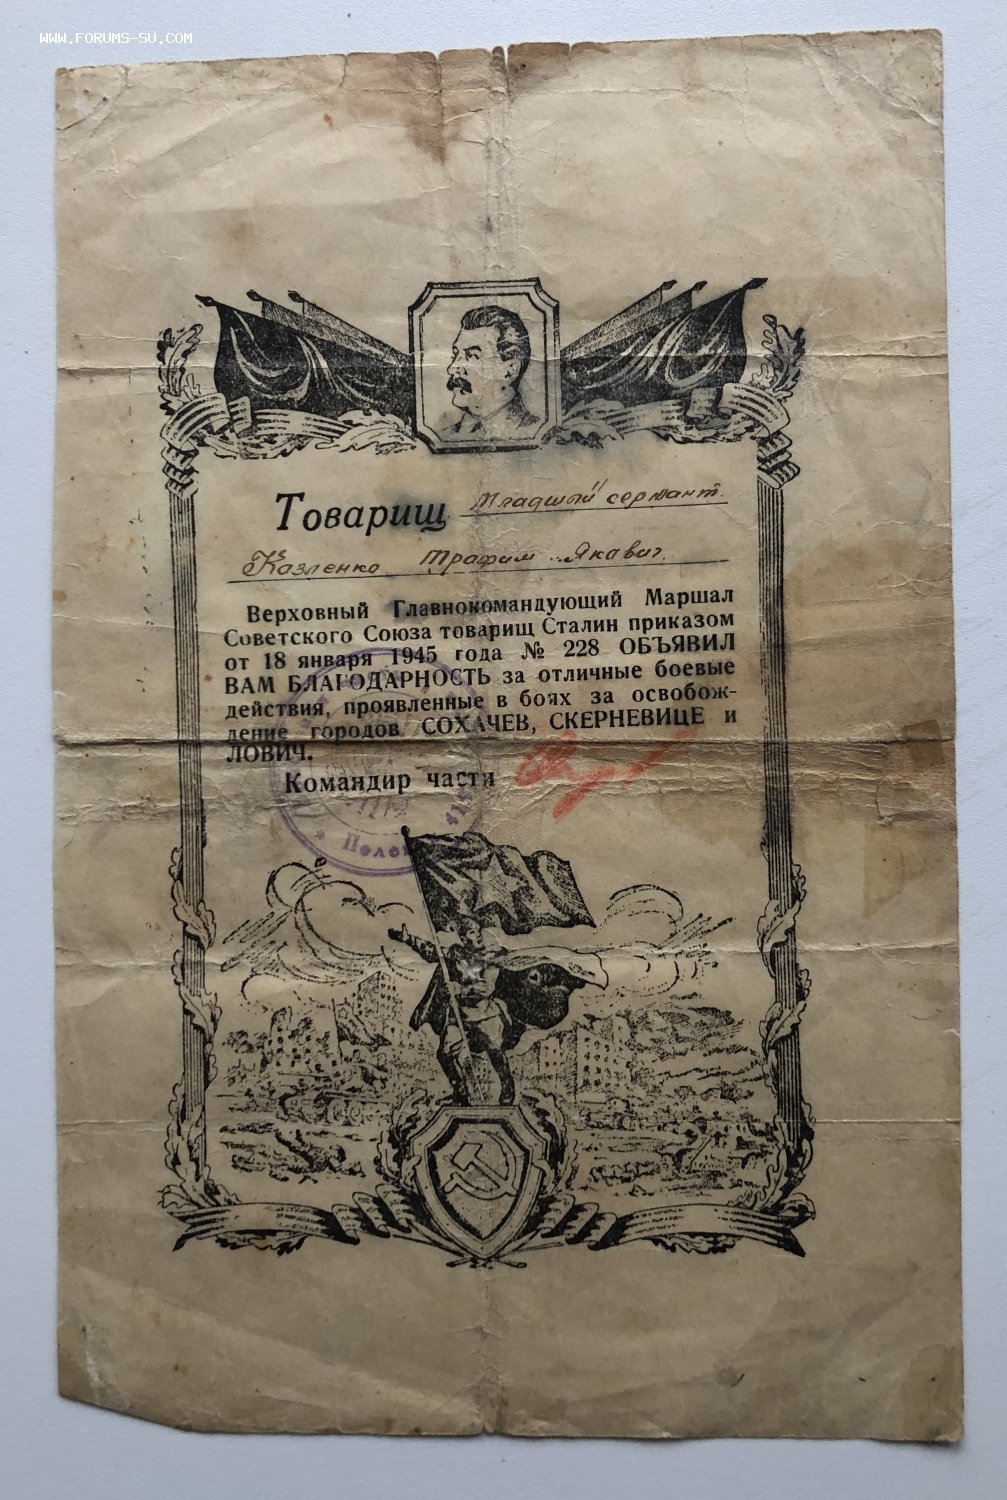 WWW.FORUMS-SU.COM
Товарищ Младший сержант
Казленко Трафим Якавич.
Верховный Главнокомандующий Маршал
Советского Союза товарищ Сталин приказом
от 18 января 1945 года № 228 ОБЪЯВИЛ
ВАМ БЛАГОДАРНОСТЬ за отличные боевые
действия, проявленные в боях за освобож-
дение городов СОХАЧЕВ, СКЕРНЕВИЦЕ и
ЛОВИЧ.
Командир части